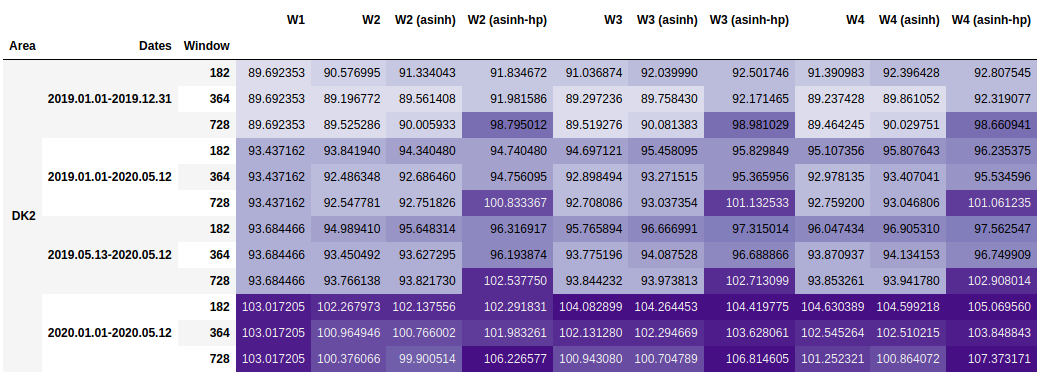 W1 W2 W2 (asinh) W2 (asinh-hp) W3 W3 (asinh) W3 (asinh-hp) W4 W4 (asinh) W4 (asinh-hp)
Area Dates Window
182 89.692353 90.576995 91.334043 91.834672 91.036874 92.039990 92.501746 91.390983 92.396428 92.807545
2019.01.01-2019.12.31 364 89.692353 89.196772 89.561408 91.981586 89.297236 89.758430 92.171465 89.237428 89.861052 92.319077
728 89.692353 89.525286 90.005933 98.795012 89.519276 90.081383 98.981029 89.464245 90.029751 98.660941
182 93.437162 93.841940 94.340480 94.740480 94.697121 95.458095 95.829849 95.107356 95.807643 96.235375
2019.01.01-2020.05.12 364 93.437162 92.486348 92.686460 94.756095 92.898494 93.271515 95.365956 92.978135 93.407041 95.534596
728 93.437162 92.547781 92.751826 100.833367 92.708086 93.037354 101.132533 92.759200 93.046806 101.061235
DK2
182 93.684466 94.989410 95.648314 96.316917 95.765894 96.666991 97.315014 96.047434 96.905310 97.562547
2019.05.13-2020.05.12 364 93.684466 93.450492 93.627295 96.193874 93.775196 94.087528 96.688866 93.870937 94.134153 96.749909
728 93.684466 93.766138 93.821730 102.537750 93.844232 93.973813 102.713099 93.853261 93.941780 102.908014
182 103.017205 102.267973 102.137556 102.291831 104.082899 104.264453 104.419775 104.630389 104.599218 105.069560
2020.01.01-2020.05.12 364 103.017205 100.964946 100.766002 101.983261 102.131280 102.294669 103.628061 102.545264 102.510215 103.848843
728 103.017205 100.376066 99.900514 106.226577 100.943080 100.704789 106.814605 101.252321 100.864072 107.373171